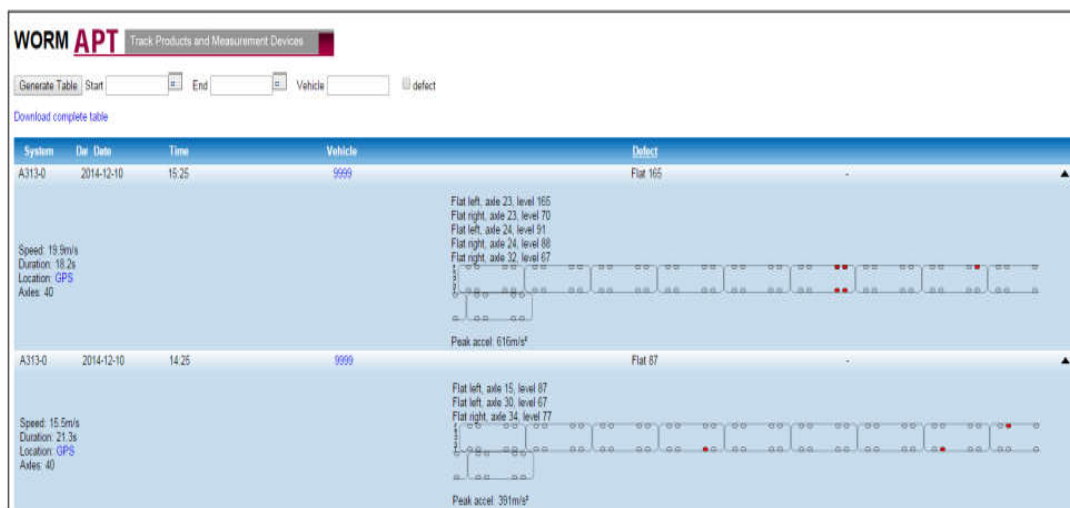 WORM APT Track Products and Measurement Devices
Generate Table Start End Vehicle defect
Download complete table
System Dat Date Time Vehicle Defect
A313-0 2014-12-10 15:25 9999 Flat 165 -
Flat left, axle 23, level 165
Flat right, axle 23, level 70
Flat left, axle 24, level 91
Flat right, axle 24, level 88
Flat right, axle 32, level 67
Speed: 19.9m/s
Duration: 18.2s
Location: GPS
Axles: 40
Peak accel: 616m/s²
A313-0 2014-12-10 14:25 9999 Flat 87 -
Flat left, axle 15, level 87
Flat left, axle 30, level 67
Flat right, axle 34, level 77
Speed: 15.5m/s
Duration: 21.3s
Location: GPS
Axles: 40
Peak accel: 391m/s²